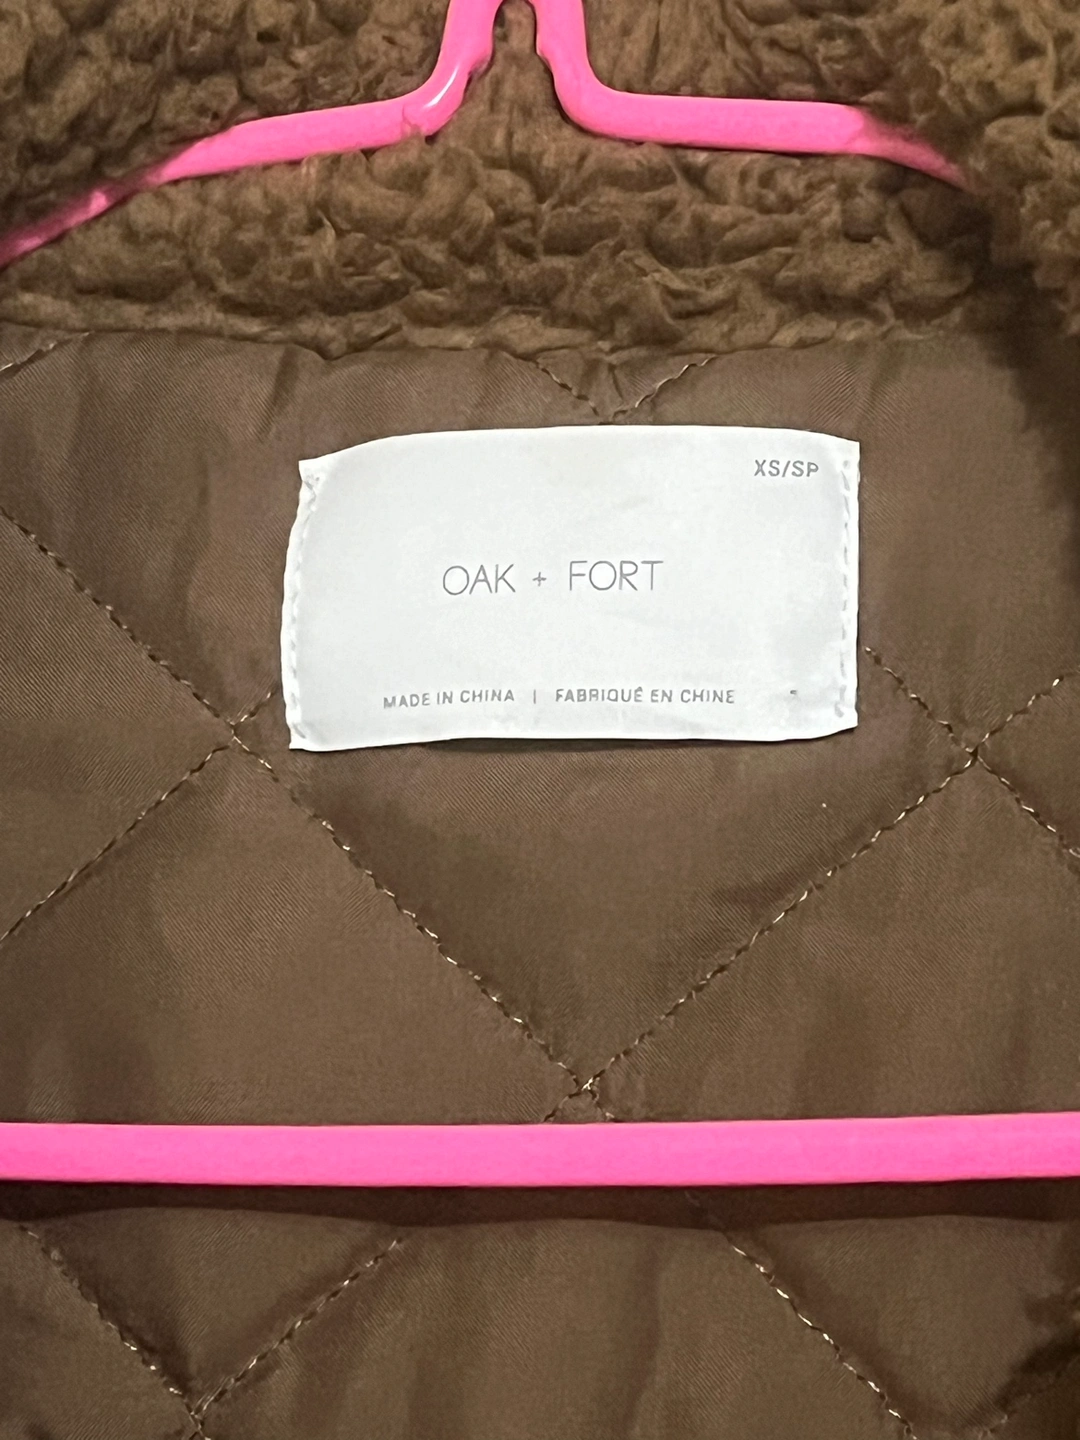 XS/SP
OAK + FORT
MADE IN CHINA | FABRIQUÉ EN CHINE